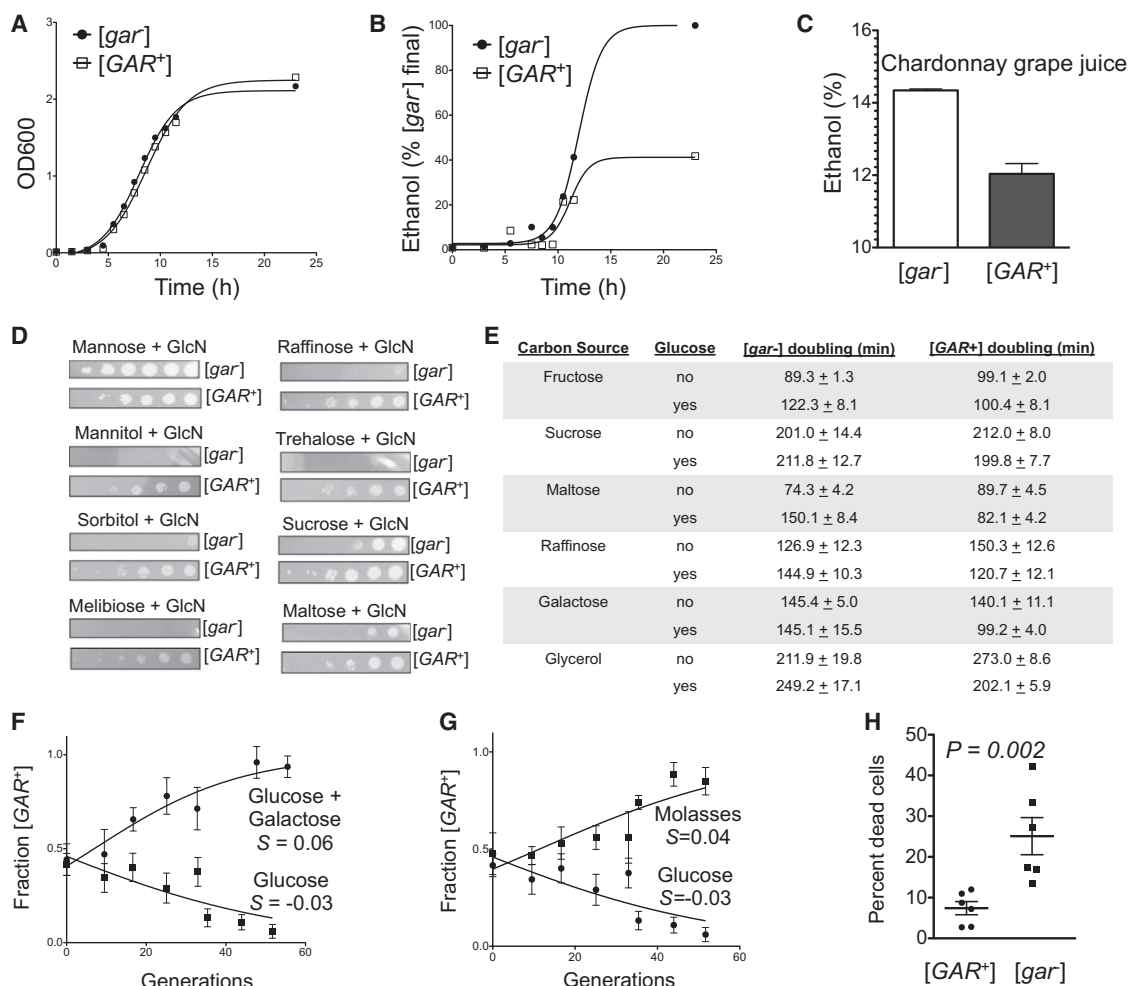 A
[gar-]
[GAR+]
OD600
3
2
1
0
0 5 10 15 20 25
Time (h)
B
[gar-]
[GAR+]
Ethanol (% [gar-] final)
100
80
60
40
20
0
0 5 10 15 20 25
Time (h)
C
Chardonnay grape juice
Ethanol (%)
16
14
12
10
[gar-] [GAR+]
D
Mannose + GlcN
[gar-]
[GAR+]
Mannitol + GlcN
[gar-]
[GAR+]
Sorbitol + GlcN
[gar-]
[GAR+]
Melibiose + GlcN
[gar-]
[GAR+]
Raffinose + GlcN
[gar-]
[GAR+]
Trehalose + GlcN
[gar-]
[GAR+]
Sucrose + GlcN
[gar-]
[GAR+]
Maltose + GlcN
[gar-]
[GAR+]
E
Carbon Source Glucose [gar-] doubling (min) [GAR+] doubling (min)
Fructose no 89.3 ± 1.3 99.1 ± 2.0
yes 122.3 ± 8.1 100.4 ± 8.1
Sucrose no 201.0 ± 14.4 212.0 ± 8.0
yes 211.8 ± 12.7 199.8 ± 7.7
Maltose no 74.3 ± 4.2 89.7 ± 4.5
yes 150.1 ± 8.4 82.1 ± 4.2
Raffinose no 126.9 ± 12.3 150.3 ± 12.6
yes 144.9 ± 10.3 120.7 ± 12.1
Galactose no 145.4 ± 5.0 140.1 ± 11.1
yes 145.1 ± 15.5 99.2 ± 4.0
Glycerol no 211.9 ± 19.8 273.0 ± 8.6
yes 249.2 ± 17.1 202.1 ± 5.9
F
Fraction [GAR+]
1.0
0.5
0.0
Glucose +
Galactose
S = 0.06
Glucose
S = -0.03
0 20 40 60
Generations
G
Fraction [GAR+]
1.0
0.5
0.0
Molasses
S=0.04
Glucose
S=-0.03
0 20 40 60
Generations
H
P = 0.002
Percent dead cells
50
40
30
20
10
0
[GAR+] [gar-]